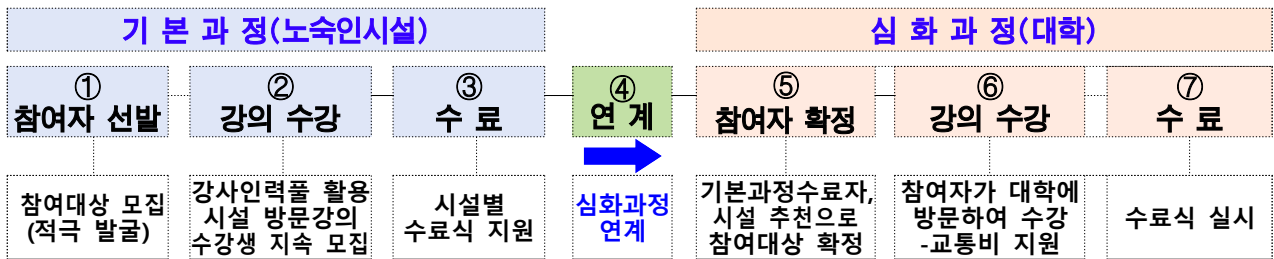 기 본 과 정(노숙인시설)
심 화 과 정(대학)
①
참여자 선발
②
강의 수강
③
수 료
④
연 계
⑤
참여자 확정
⑥
강의 수강
⑦
수 료
참여대상 모집
(적극 발굴)
강사인력풀 활용
시설 방문강의
수강생 지속 모집
시설별
수료식 지원
심화과정
연계
기본과정수료자,
시설 추천으로
참여대상 확정
참여자가 대학에
방문하여 수강
-교통비 지원
수료식 실시